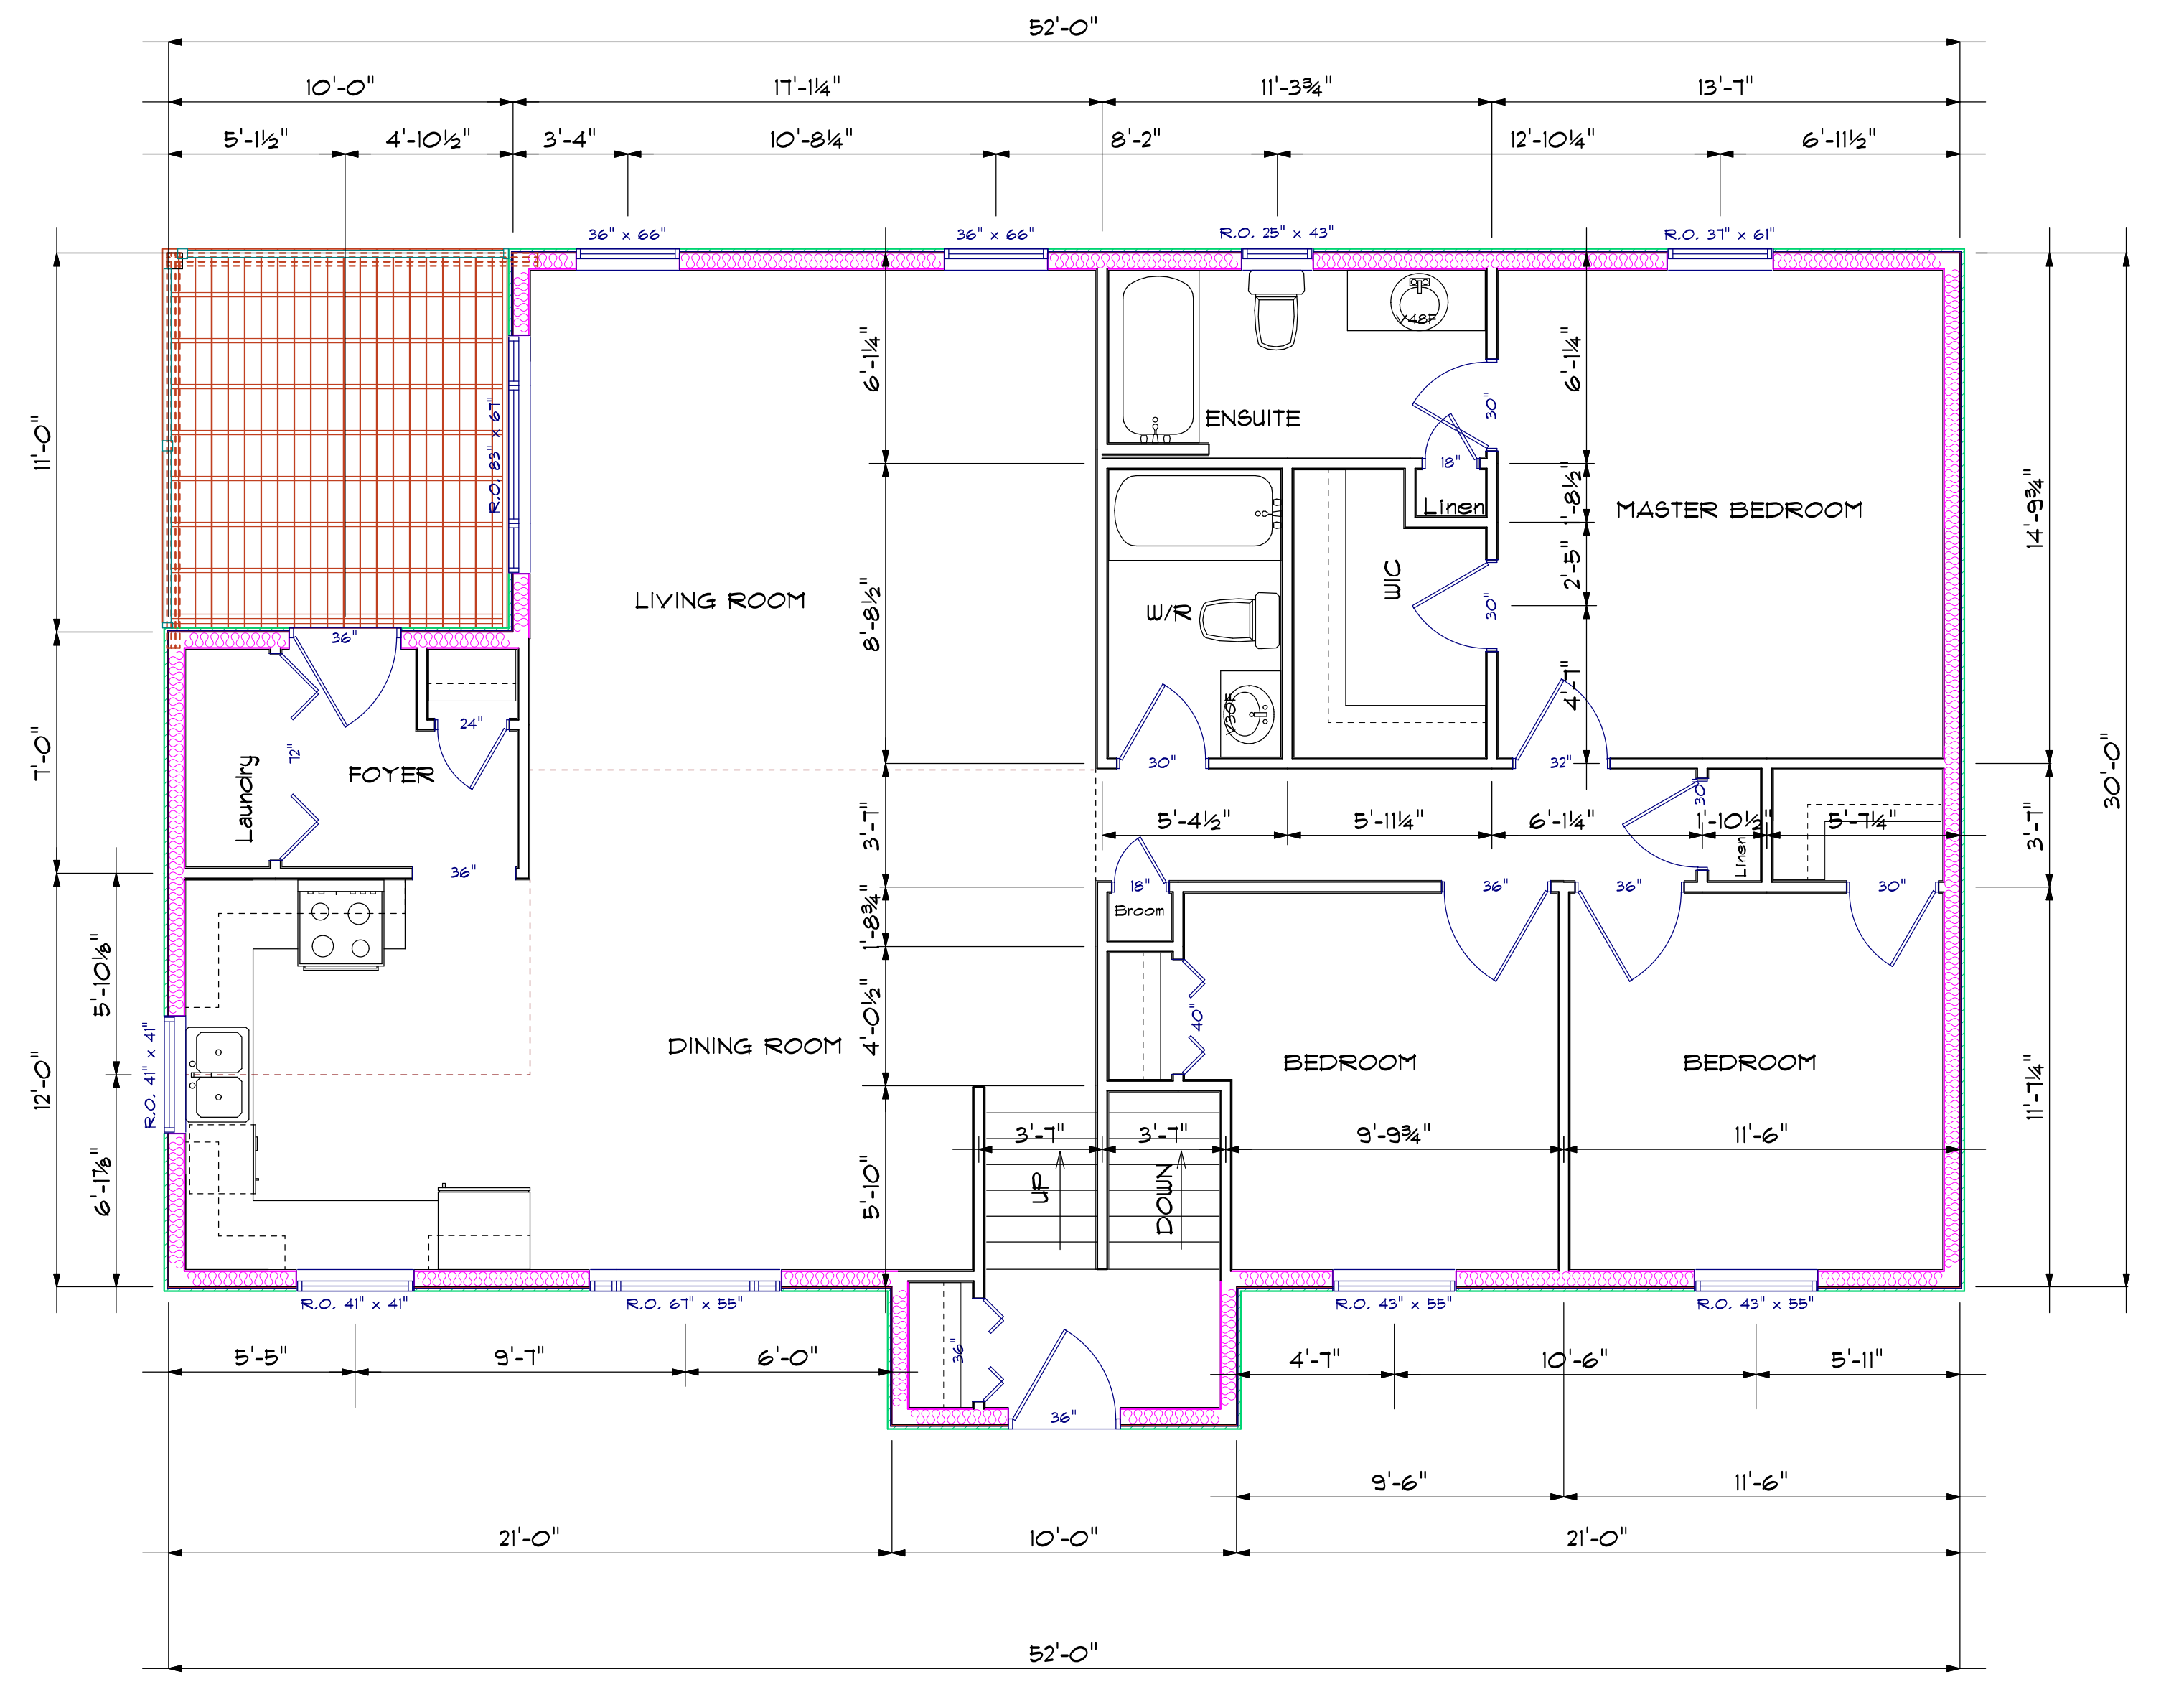 52'-0"
10'-0" 17'-1¼" 11'-3¾" 13'-7"
5'-1½" 4'-10½" 3'-4" 10'-8¼" 8'-2" 12'-10¼" 6'-11½"
36" x 66" 36" x 66" R.O. 25" x 43" R.O. 37" x 61"
V48F
6'-1¼" 6'-1¼"
30"
ENSUITE
11'-0"
R.O. 83" x 67"
18"
Linen
1'-8½"
MASTER BEDROOM
14'-9¾"
WIC
2'-5"
LIVING ROOM
W/R
8'-8½"
30"
36"
4'-7"
V30F
24"
7'-0"
72"
FOYER
Laundry
30" 32"
30"
30'-0"
5'-4½" 5'-11¼" 6'-1¼" 1'-10½" 5'-7¼"
3'-7" 3'-7"
Linen
36"
18" 36" 36" 30"
Broom
1'-8¾"
5'-10⅛"
4'-0½"
40"
DINING ROOM
BEDROOM BEDROOM
R.O. 41" x 41"
12'-0"
11'-7¼"
3'-7" 3'-7" 9'-9¾" 11'-6"
6'-1⅞"
5'-10"
UP
DOWN
R.O. 41" x 41" R.O. 67" x 55" R.O. 43" x 55" R.O. 43" x 55"
36"
5'-5" 9'-7" 6'-0" 4'-7" 10'-6" 5'-11"
36"
9'-6" 11'-6"
21'-0" 10'-0" 21'-0"
52'-0"